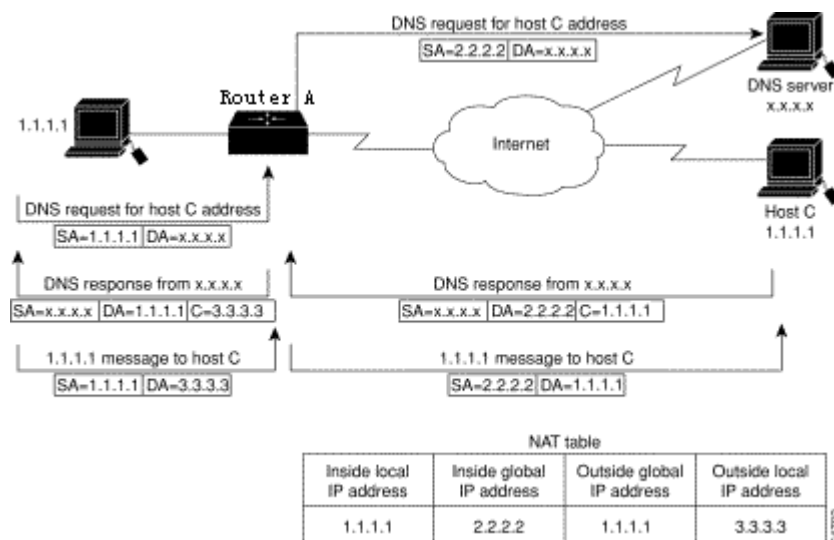 DNS request for host C address
SA=2.2.2.2 DA=x.x.x.x
Router A
1.1.1.1
DNS server
x.x.x.x
Internet
Host C
1.1.1.1
DNS request for host C address
SA=1.1.1.1 DA=x.x.x.x
DNS response from x.x.x.x
SA=x.x.x.x DA=1.1.1.1 C=3.3.3.3
DNS response from x.x.x.x
SA=x.x.x.x DA=2.2.2.2 C=1.1.1.1
1.1.1.1 message to host C
SA=1.1.1.1 DA=3.3.3.3
1.1.1.1 message to host C
SA=2.2.2.2 DA=1.1.1.1
NAT table
Inside local IP address
Inside global IP address
Outside global IP address
Outside local IP address
1.1.1.1 2.2.2.2 1.1.1.1 3.3.3.3